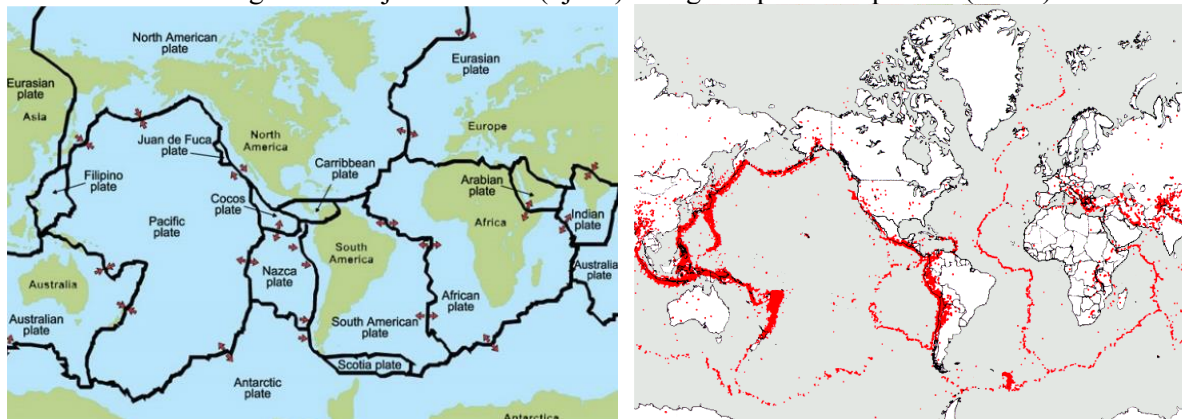 North American plate
Eurasian
plate
Eurasian
plate
Asia
Europe
Juan de Fuca
plate
North
America
Carribbean
plate
Arabian
plate
Filipino
plate
Cocos
plate
Africa
Indian
plate
Pacific
plate
South
America
Nazca
plate
Australia
Australia
plate
African
plate
South American
plate
Australian
plate
Scotia plate
Antarctic
plate
Antarctica